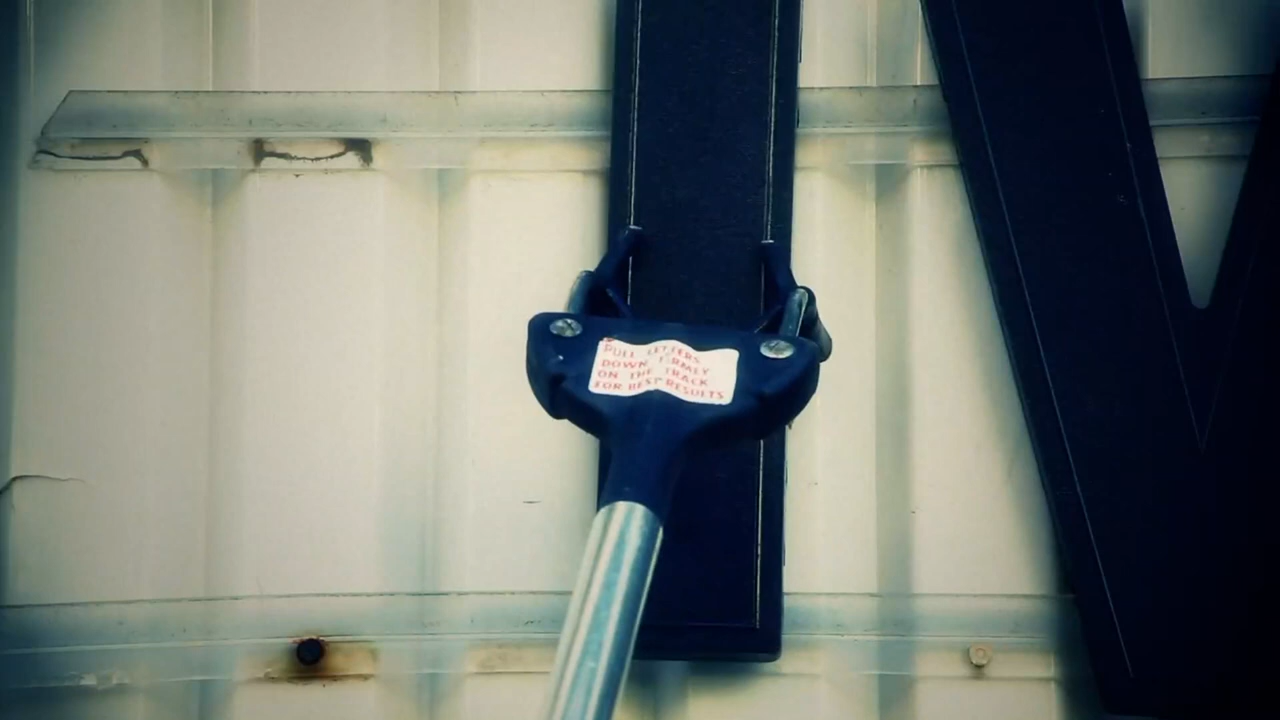 PULL LETTERS
DOWN FIRMLY
ON THE TRACK
FOR BEST RESULTS